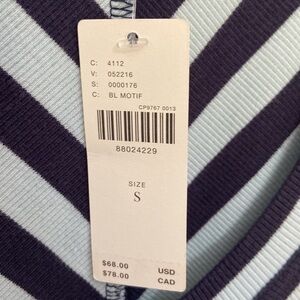 C: 4112
V: 052216
S: 0000176
C: BL MOTIF
CP9767 0013
88024229
SIZE
S
$68.00 USD
$78.00 CAD